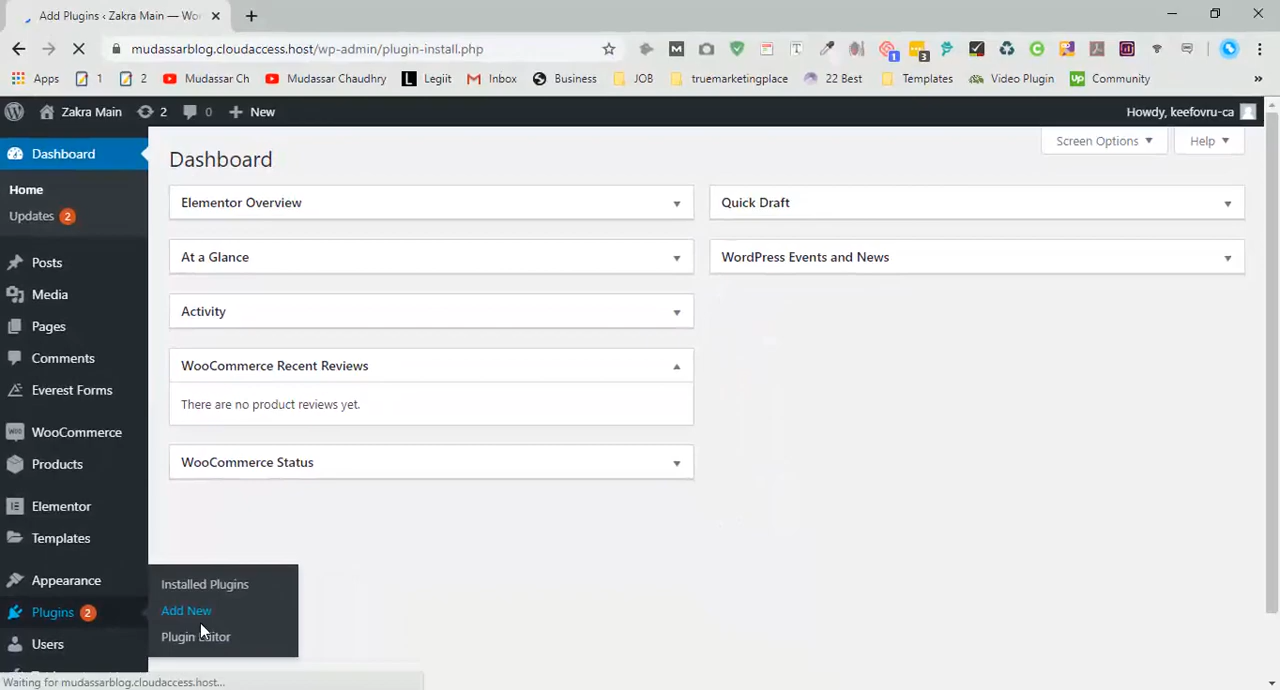 Add Plugins ‹ Zakra Main — Wo
mudassarblog.cloudaccess.host/wp-admin/plugin-install.php
1
3
Apps
1
2
Mudassar Ch
Mudassar Chaudhry
Legiit
Inbox
Business
JOB
truemarketingplace
22 Best
Templates
Video Plugin
Community
»
Zakra Main
2
0
New
Howdy, keefovru-ca
Dashboard
Dashboard
Screen Options
Help
Home
Updates 2
Elementor Overview
Quick Draft
At a Glance
WordPress Events and News
Activity
WooCommerce Recent Reviews
There are no product reviews yet.
WooCommerce Status
Posts
Media
Pages
Comments
Everest Forms
WooCommerce
Products
Elementor
Templates
Appearance
Plugins 2
Users
Installed Plugins
Add New
Plugin Editor
Waiting for mudassarblog.cloudaccess.host...